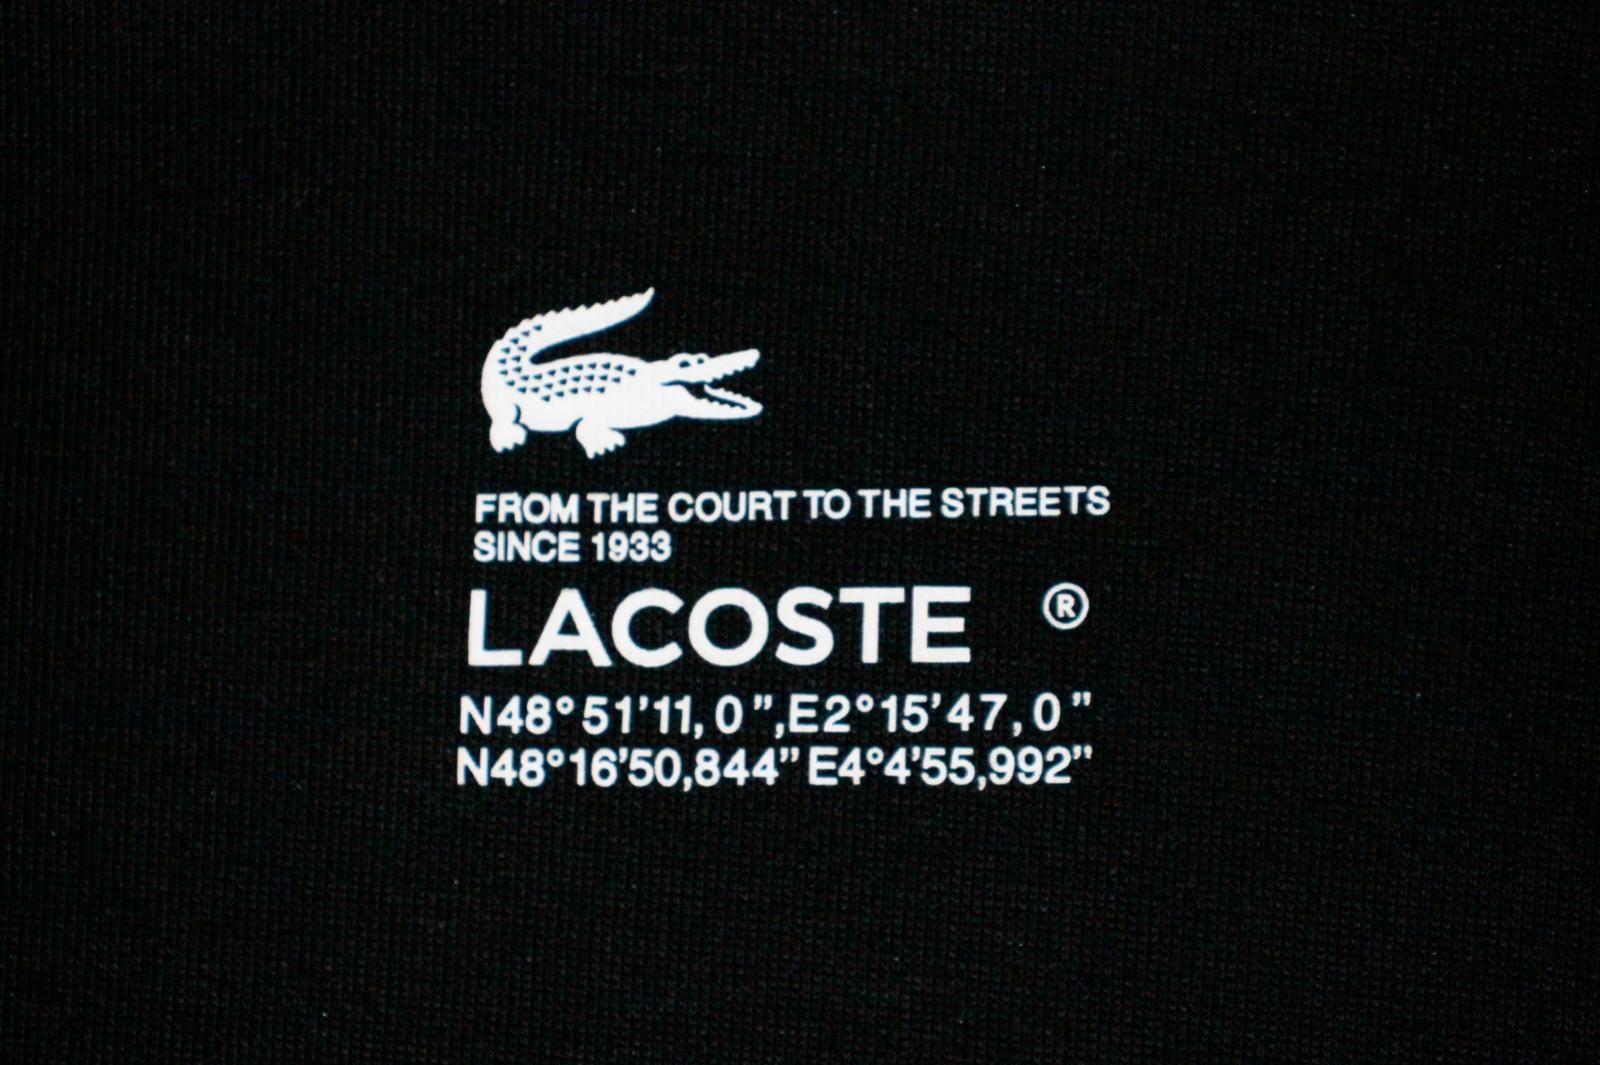 FROM THE COURT TO THE STREETS
SINCE 1933
LACOSTE ®
N48°51'11,0",E2°15'47,0"
N48°16'50,844" E4°4'55,992"